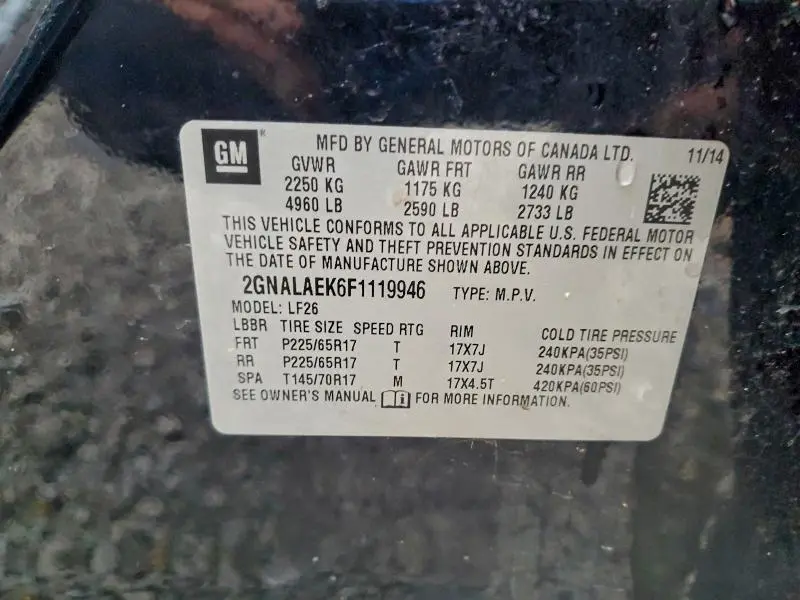 GM ® MFD BY GENERAL MOTORS OF CANADA LTD. 11/14
GVWR GAWR FRT GAWR RR
2250 KG 1175 KG 1240 KG
4960 LB 2590 LB 2733 LB
THIS VEHICLE CONFORMS TO ALL APPLICABLE U.S. FEDERAL MOTOR
VEHICLE SAFETY AND THEFT PREVENTION STANDARDS IN EFFECT ON
THE DATE OF MANUFACTURE SHOWN ABOVE.
2GNALAEK6F1119946 TYPE: M.P.V.
MODEL: LF26
LBBR TIRE SIZE SPEED RTG RIM COLD TIRE PRESSURE
FRT P225/65R17 T 17X7J 240KPA(35PSI)
RR P225/65R17 T 17X7J 240KPA(35PSI)
SPA T145/70R17 M 17X4.5T 420KPA(60PSI)
SEE OWNER'S MANUAL FOR MORE INFORMATION.